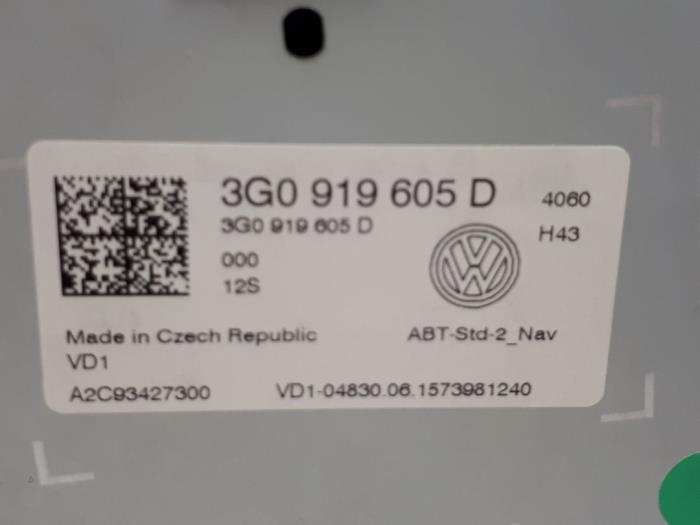 3G0 919 605 D 4060
3G0 919 605 D H43
000
12S
Made in Czech Republic ABT-Std-2_Nav
VD1
A2C93427300 VD1-04830.06.1573981240